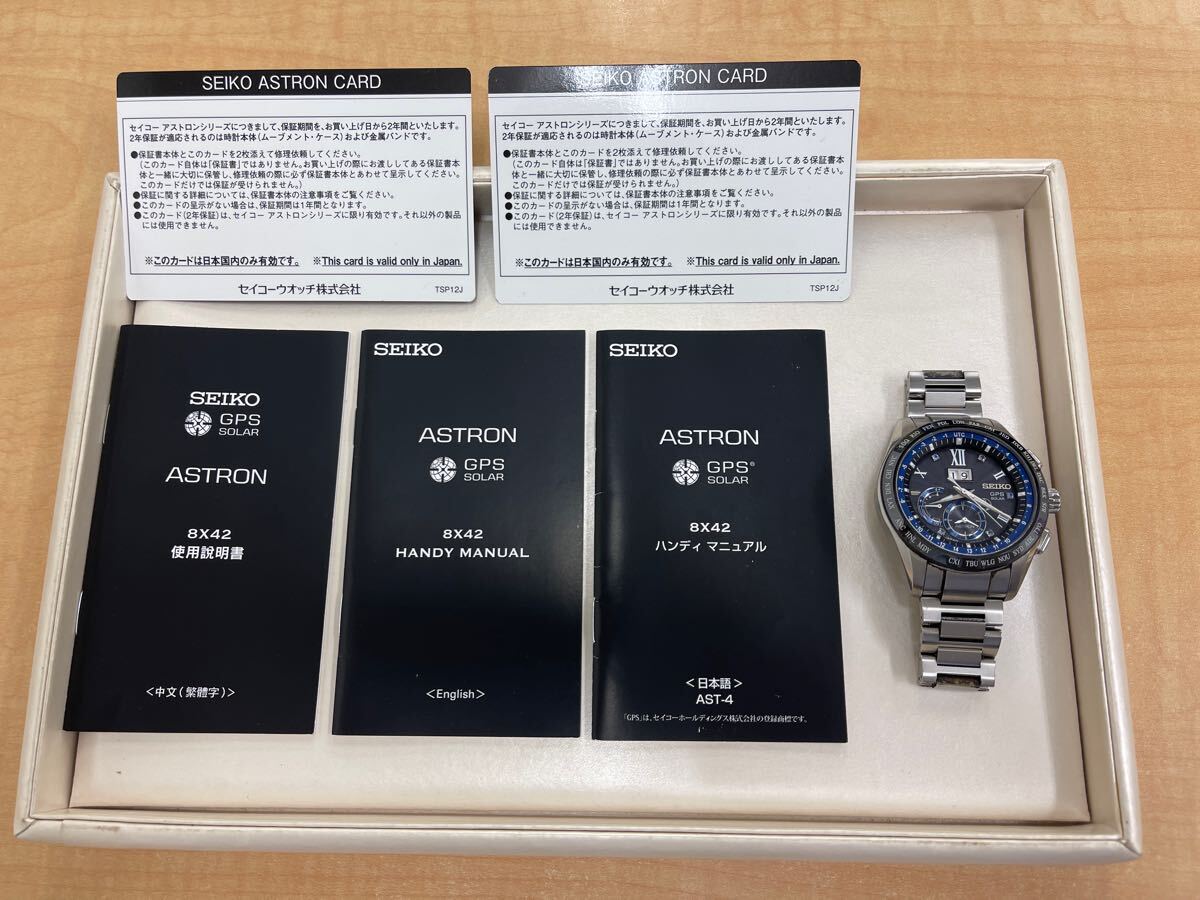 SEIKO ASTRON CARD
セイコー アストロンシリーズにつきまして、保証期間を、お買い上げ日から2年間といたします。
2年保証が適応されるのは時計本体(ムーブメント・ケース)および金属バンドです。
●保証書本体とこのカードを2枚添えて修理依頼してください。
(このカード自体は「保証書」ではありません。お買い上げの際にお渡ししてある保証書本
体と一緒に大切に保管し、修理依頼の際に必ず保証書本体とあわせて呈示してください。
このカードだけでは保証が受けられません。)
●保証に関する詳細については、保証書本体の注意事項をご覧ください。
●このカードの呈示がない場合は、保証期間は1年間となります。
●このカード(2年保証)は、セイコー アストロンシリーズに限り有効です。それ以外の製品
には使用できません。
※このカードは日本国内のみ有効です。 ※This card is valid only in Japan.
セイコーウオッチ株式会社 TSP12J
SEIKO ASTRON CARD
セイコー アストロンシリーズにつきまして、保証期間を、お買い上げ日から2年間といたします。
2年保証が適応されるのは時計本体(ムーブメント・ケース)および金属バンドです。
●保証書本体とこのカードを2枚添えて修理依頼してください。
(このカード自体は「保証書」ではありません。お買い上げの際にお渡ししてある保証書本
体と一緒に大切に保管し、修理依頼の際に必ず保証書本体とあわせて呈示してください。
このカードだけでは保証が受けられません。)
●保証に関する詳細については、保証書本体の注意事項をご覧ください。
●このカードの呈示がない場合は、保証期間は1年間となります。
●このカード(2年保証)は、セイコー アストロンシリーズに限り有効です。それ以外の製品
には使用できません。
※このカードは日本国内のみ有効です。 ※This card is valid only in Japan.
セイコーウオッチ株式会社 TSP12J
SEIKO
GPS
SOLAR
ASTRON
8X42
使用說明書
<中文(繁體字)>
SEIKO
ASTRON
GPS
SOLAR
8X42
HANDY MANUAL
<English>
SEIKO
ASTRON
GPS®
SOLAR
8X42
ハンディ マニュアル
<日本語>
AST-4
「GPS」は、セイコーホールディングス株式会社の登録商標です。
UTC
XII
19
SEIKO
GPS
SOLAR
HNL MDY
CXI TBU WLG NOU SYD